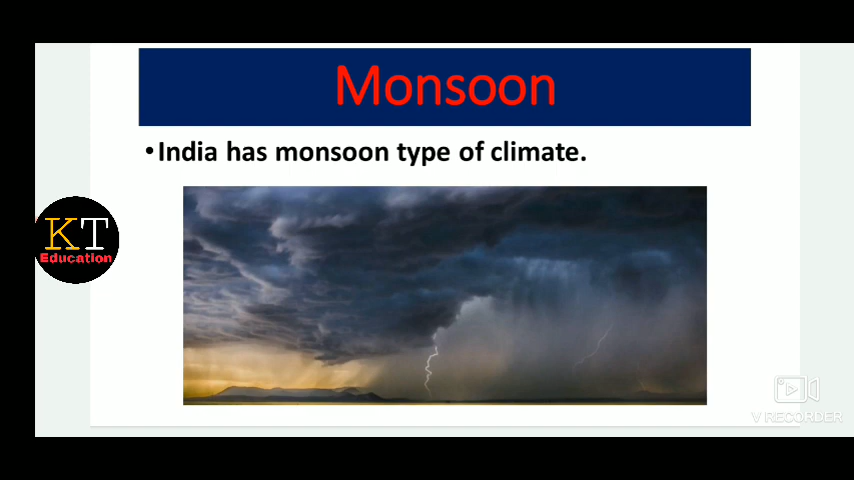 Monsoon
•India has monsoon type of climate.
KT
Education
V RECORDER